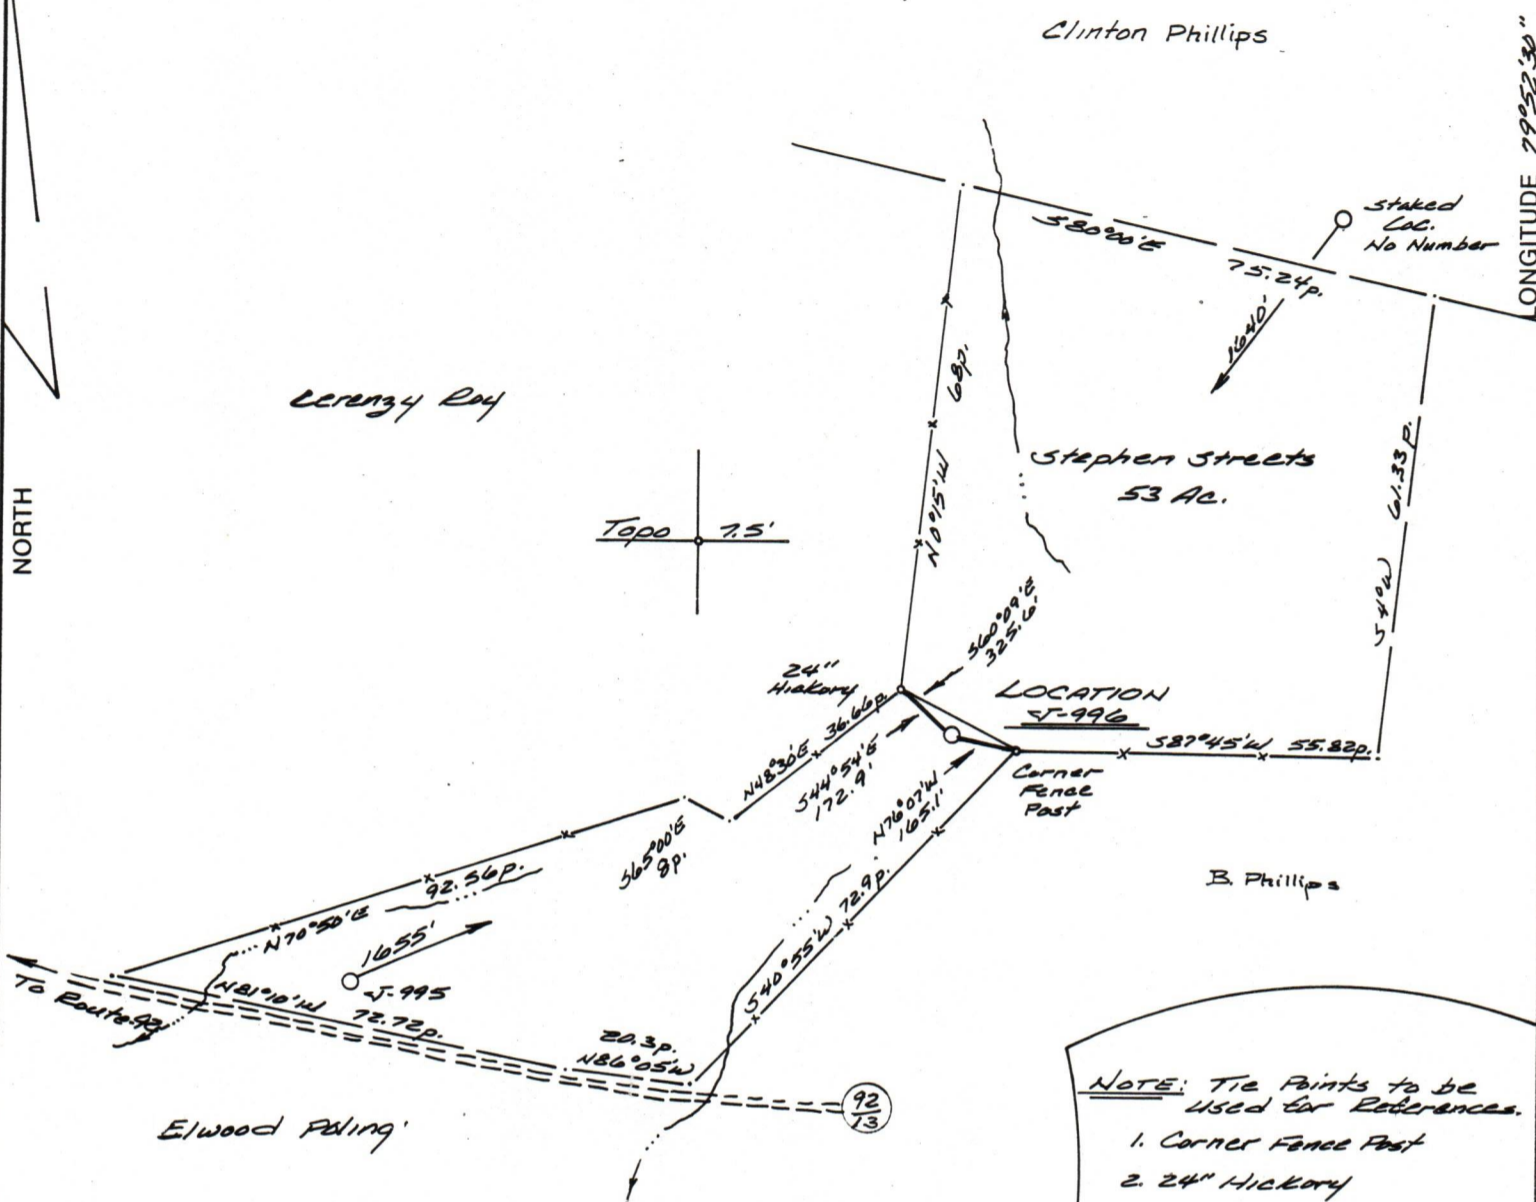 Clinton Phillips
LONGITUDE 79°52'30"
Staked
Loc.
No Number
S80°00'E
75.24p.
1640'
Lerenzy Roy
68p.
N0°15'W
Stephen Streets
53 Ac.
61.33p.
S4°W
NORTH
Topo 7.5'
S60°09'E
325.6'
24"
Hickory
LOCATION
J-996
36.66p.
N48°30'E
S44°54'E
172.9'
S87°45'W 55.82p.
Corner
Fence
Post
N76°07'W
165.1'
S65°00'E
8p.
92.56p.
N70°50'E
72.9p.
S40°55'W
B. Phillips
1655'
J-995
To Route 92
N81°10'W
72.72p.
20.3p.
N86°05'W
92
13
Elwood Poling
NOTE: Tie Points to be
Used for References.
1. Corner Fence Post
2. 24" Hickory